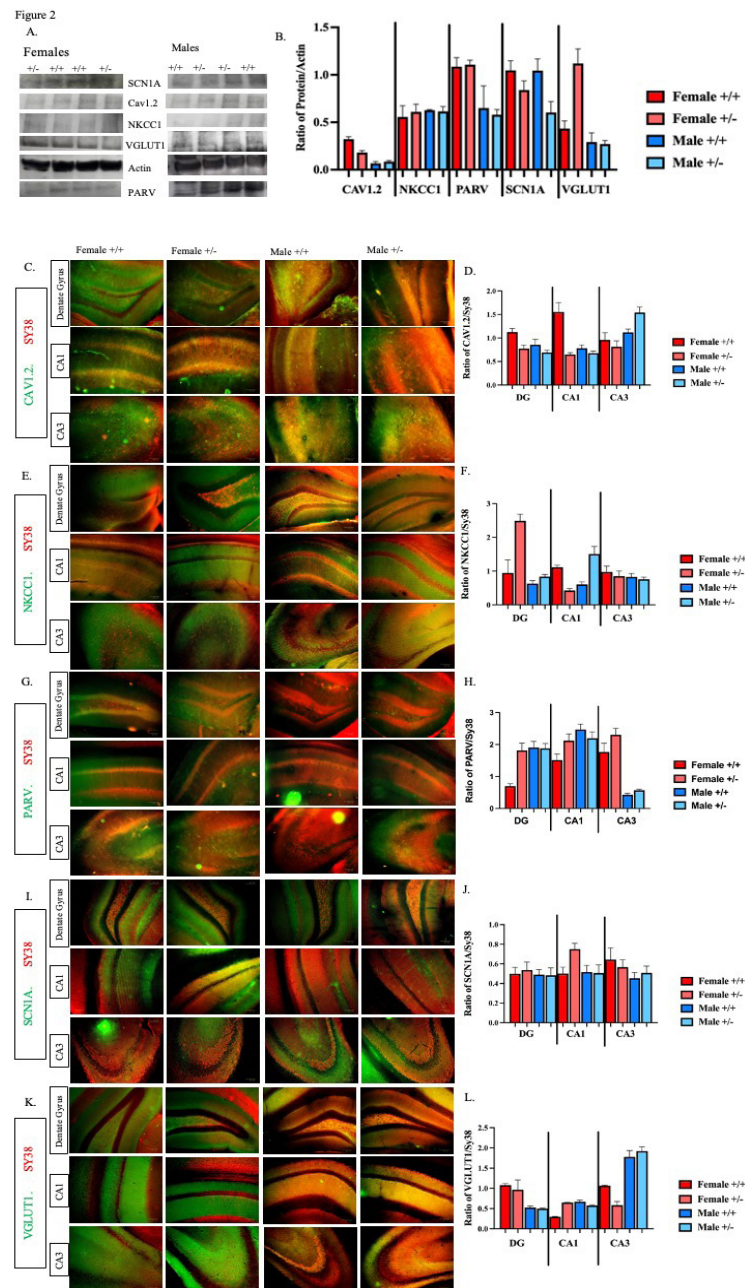 Figure 2
A.
Females
+/- +/+ +/+ +/-
Males
+/+ +/- +/- +/+
SCN1A
Cav1.2
NKCC1
VGLUT1
Actin
PARV
B.
Ratio of Protein/Actin
1.5
1.0
0.5
0.0
CAV1.2 NKCC1 PARV SCN1A VGLUT1
Female +/+
Female +/-
Male +/+
Male +/-
Female +/+ Female +/- Male +/+ Male +/-
C.
CAV1.2. SY38
Dentate Gyrus
CA1
CA3
D.
Ratio of CAV1.2/Sy38
2.0
1.5
1.0
0.5
0.0
DG CA1 CA3
Female +/+
Female +/-
Male +/+
Male +/-
E.
NKCC1. SY38
Dentate Gyrus
CA1
CA3
F.
Ratio of NKCC1/Sy38
3
2
1
0
DG CA1 CA3
Female +/+
Female +/-
Male +/+
Male +/-
G.
PARV. SY38
Dentate Gyrus
CA1
CA3
H.
Ratio of PARV/Sy38
3
2
1
0
DG CA1 CA3
Female +/+
Female +/-
Male +/+
Male +/-
I.
SCN1A. SY38
Dentate Gyrus
CA1
CA3
J.
Ratio of SCN1A/Sy38
1.0
0.8
0.6
0.4
0.2
0.0
DG CA1 CA3
Female +/+
Female +/-
Male +/+
Male +/-
K.
VGLUT1. SY38
Dentate Gyrus
CA1
CA3
L.
Ratio of VGLUT1/Sy38
2.5
2.0
1.5
1.0
0.5
0.0
DG CA1 CA3
Female +/+
Female +/-
Male +/+
Male +/-